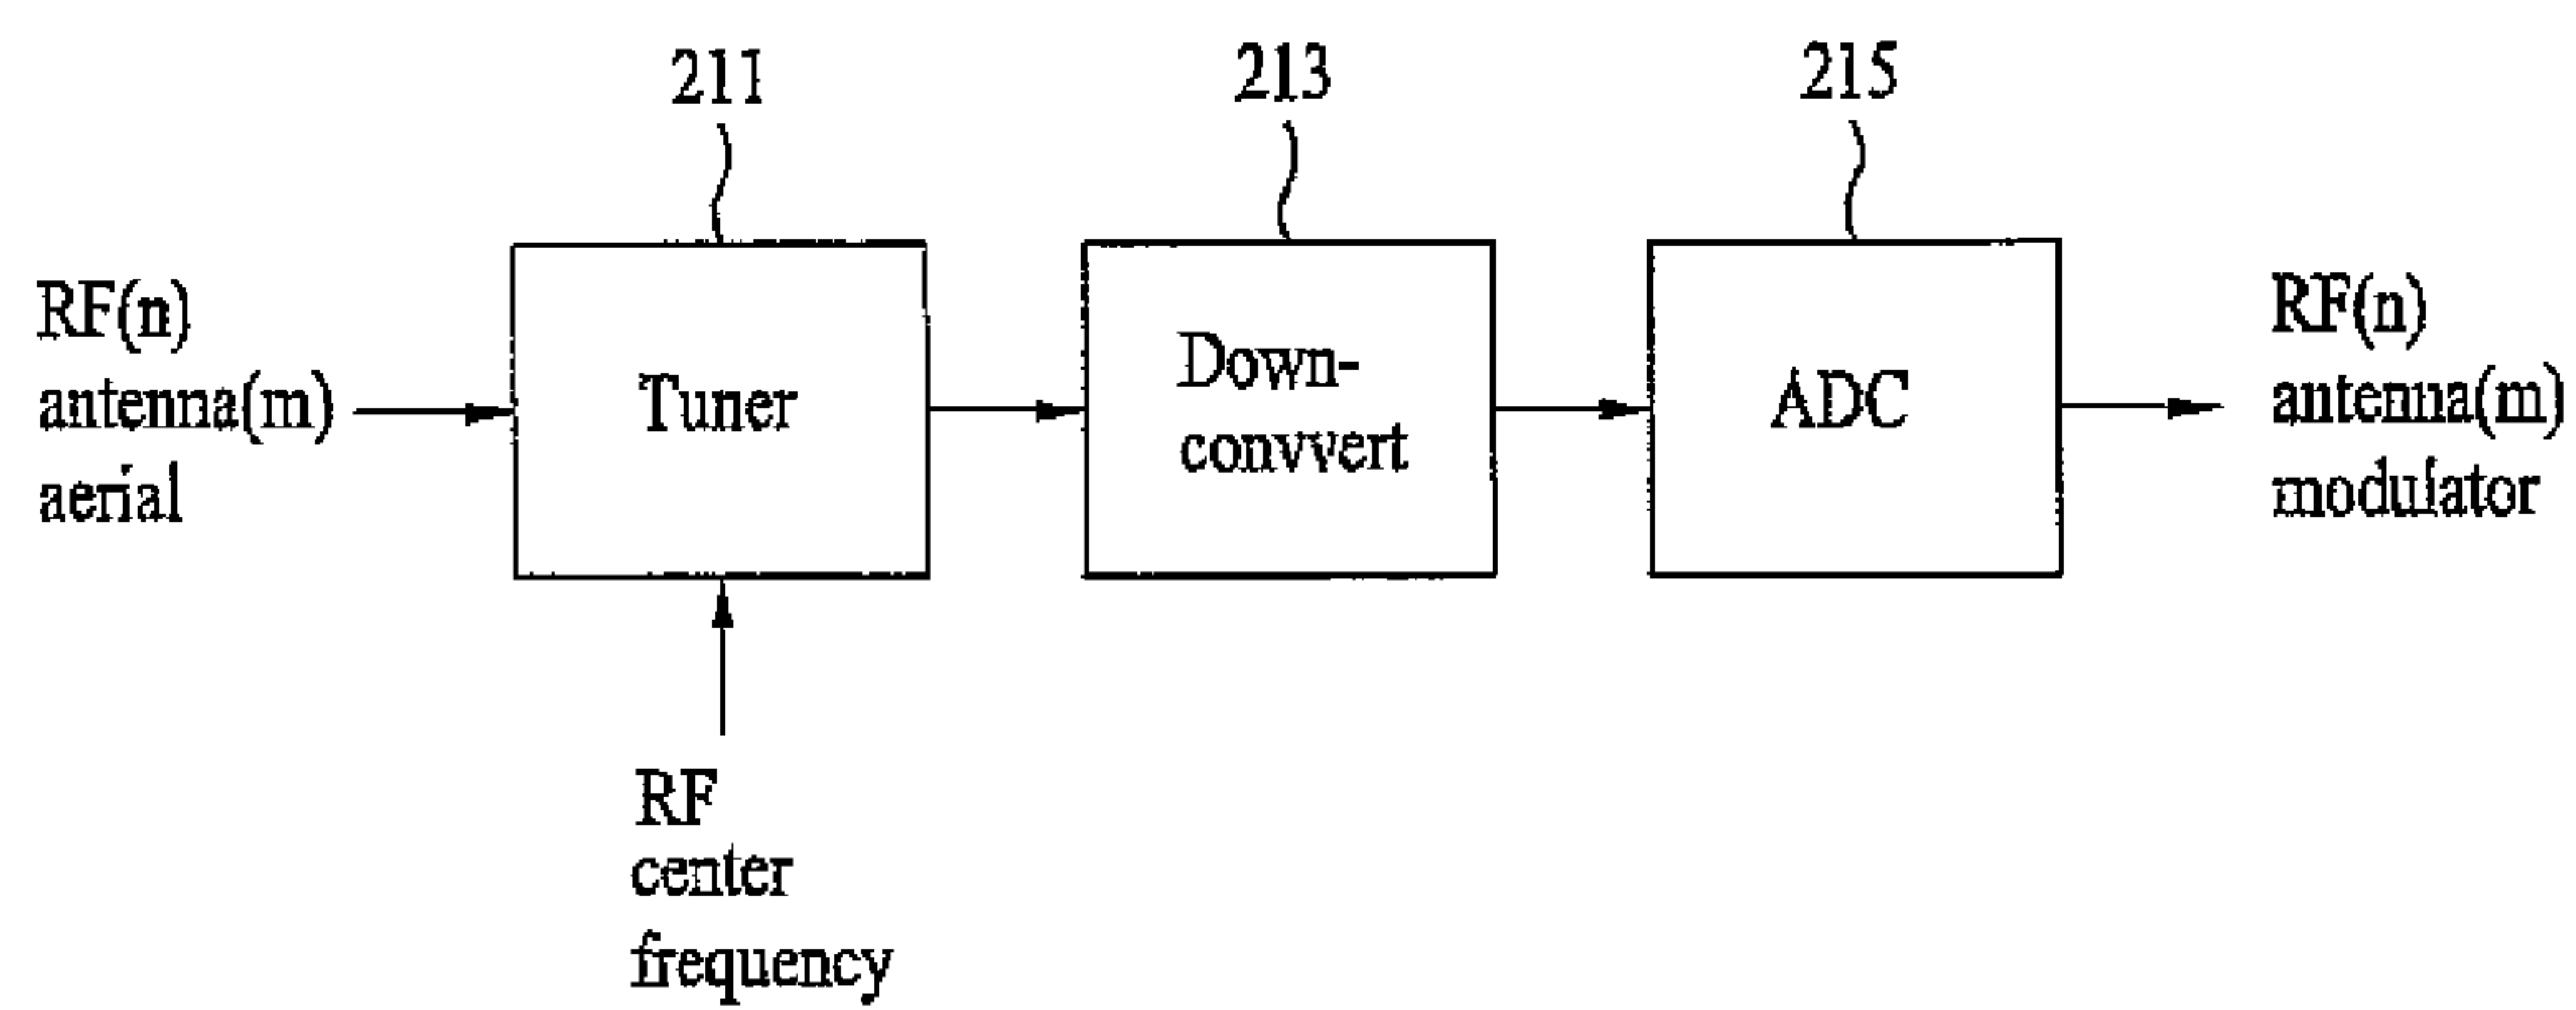 211
213
215
RF(n)
antenna(m)
aerial
Tuner
Down-
convvert
ADC
RF(n)
antenna(m)
modulator
RF
center
frequency